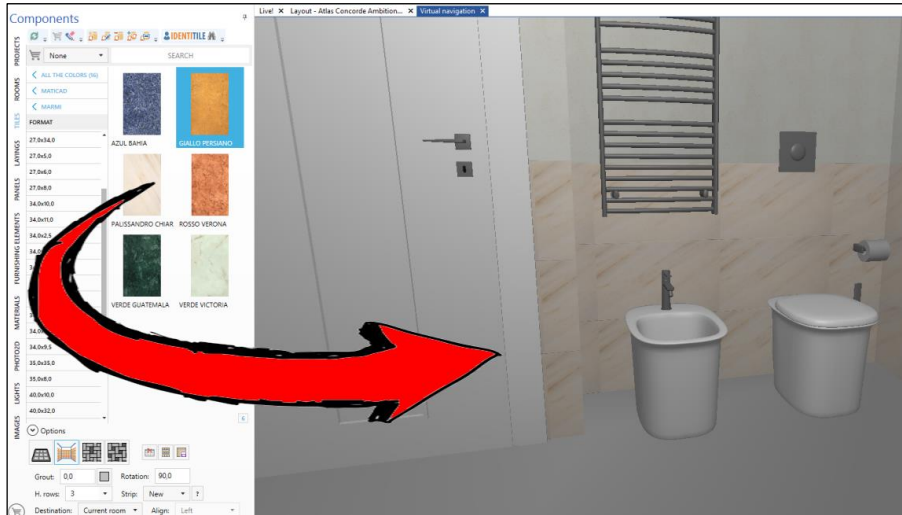 Live! ✕ Layout - Atlas Concorde Ambition... ✕ Virtual navigation ✕
Components
IDENTITILE
PROJECTS
ROOMS
TILES
LAYINGS
PANELS
FURNISHING ELEMENTS
MATERIALS
PHOTO2D
LIGHTS
IMAGES
None
SEARCH
ALL THE COLORS (16)
MATICAD
MARMI
FORMAT
27,0x34,0
27,0x5,0
27,0x6,0
27,0x8,0
34,0x10,0
34,0x11,0
34,0x2,5
34,0x9,5
35,0x35,0
35,0x8,0
40,0x10,0
40,0x32,0
AZUL BAHIA
GIALLO PERSIANO
PALISSANDRO CHIAR
ROSSO VERONA
VERDE GUATEMALA
VERDE VICTORIA
Options
Grout: 0,0 Rotation: 90,0
H. rows: 3 Strip: New ?
Destination: Current room Align: Left